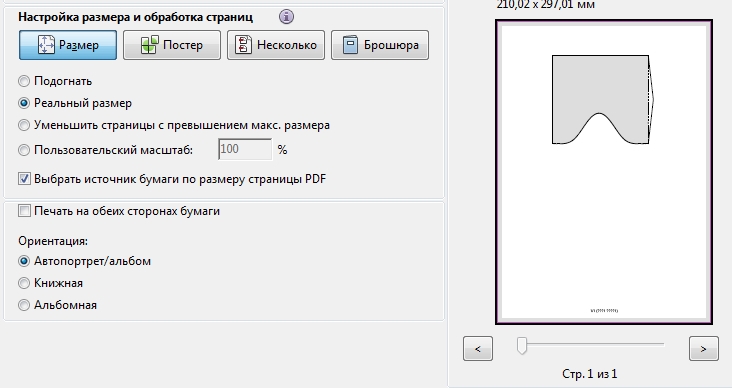 210,02 x 297,01 мм
Настройка размера и обработка страниц
Размер
Постер
Несколько
Брошюра
Подогнать
Реальный размер
Уменьшить страницы с превышением макс. размера
Пользовательский масштаб: 100 %
Выбрать источник бумаги по размеру страницы PDF
Печать на обеих сторонах бумаги
Ориентация:
Автопортрет/альбом
Книжная
Альбомная
<
>
Стр. 1 из 1